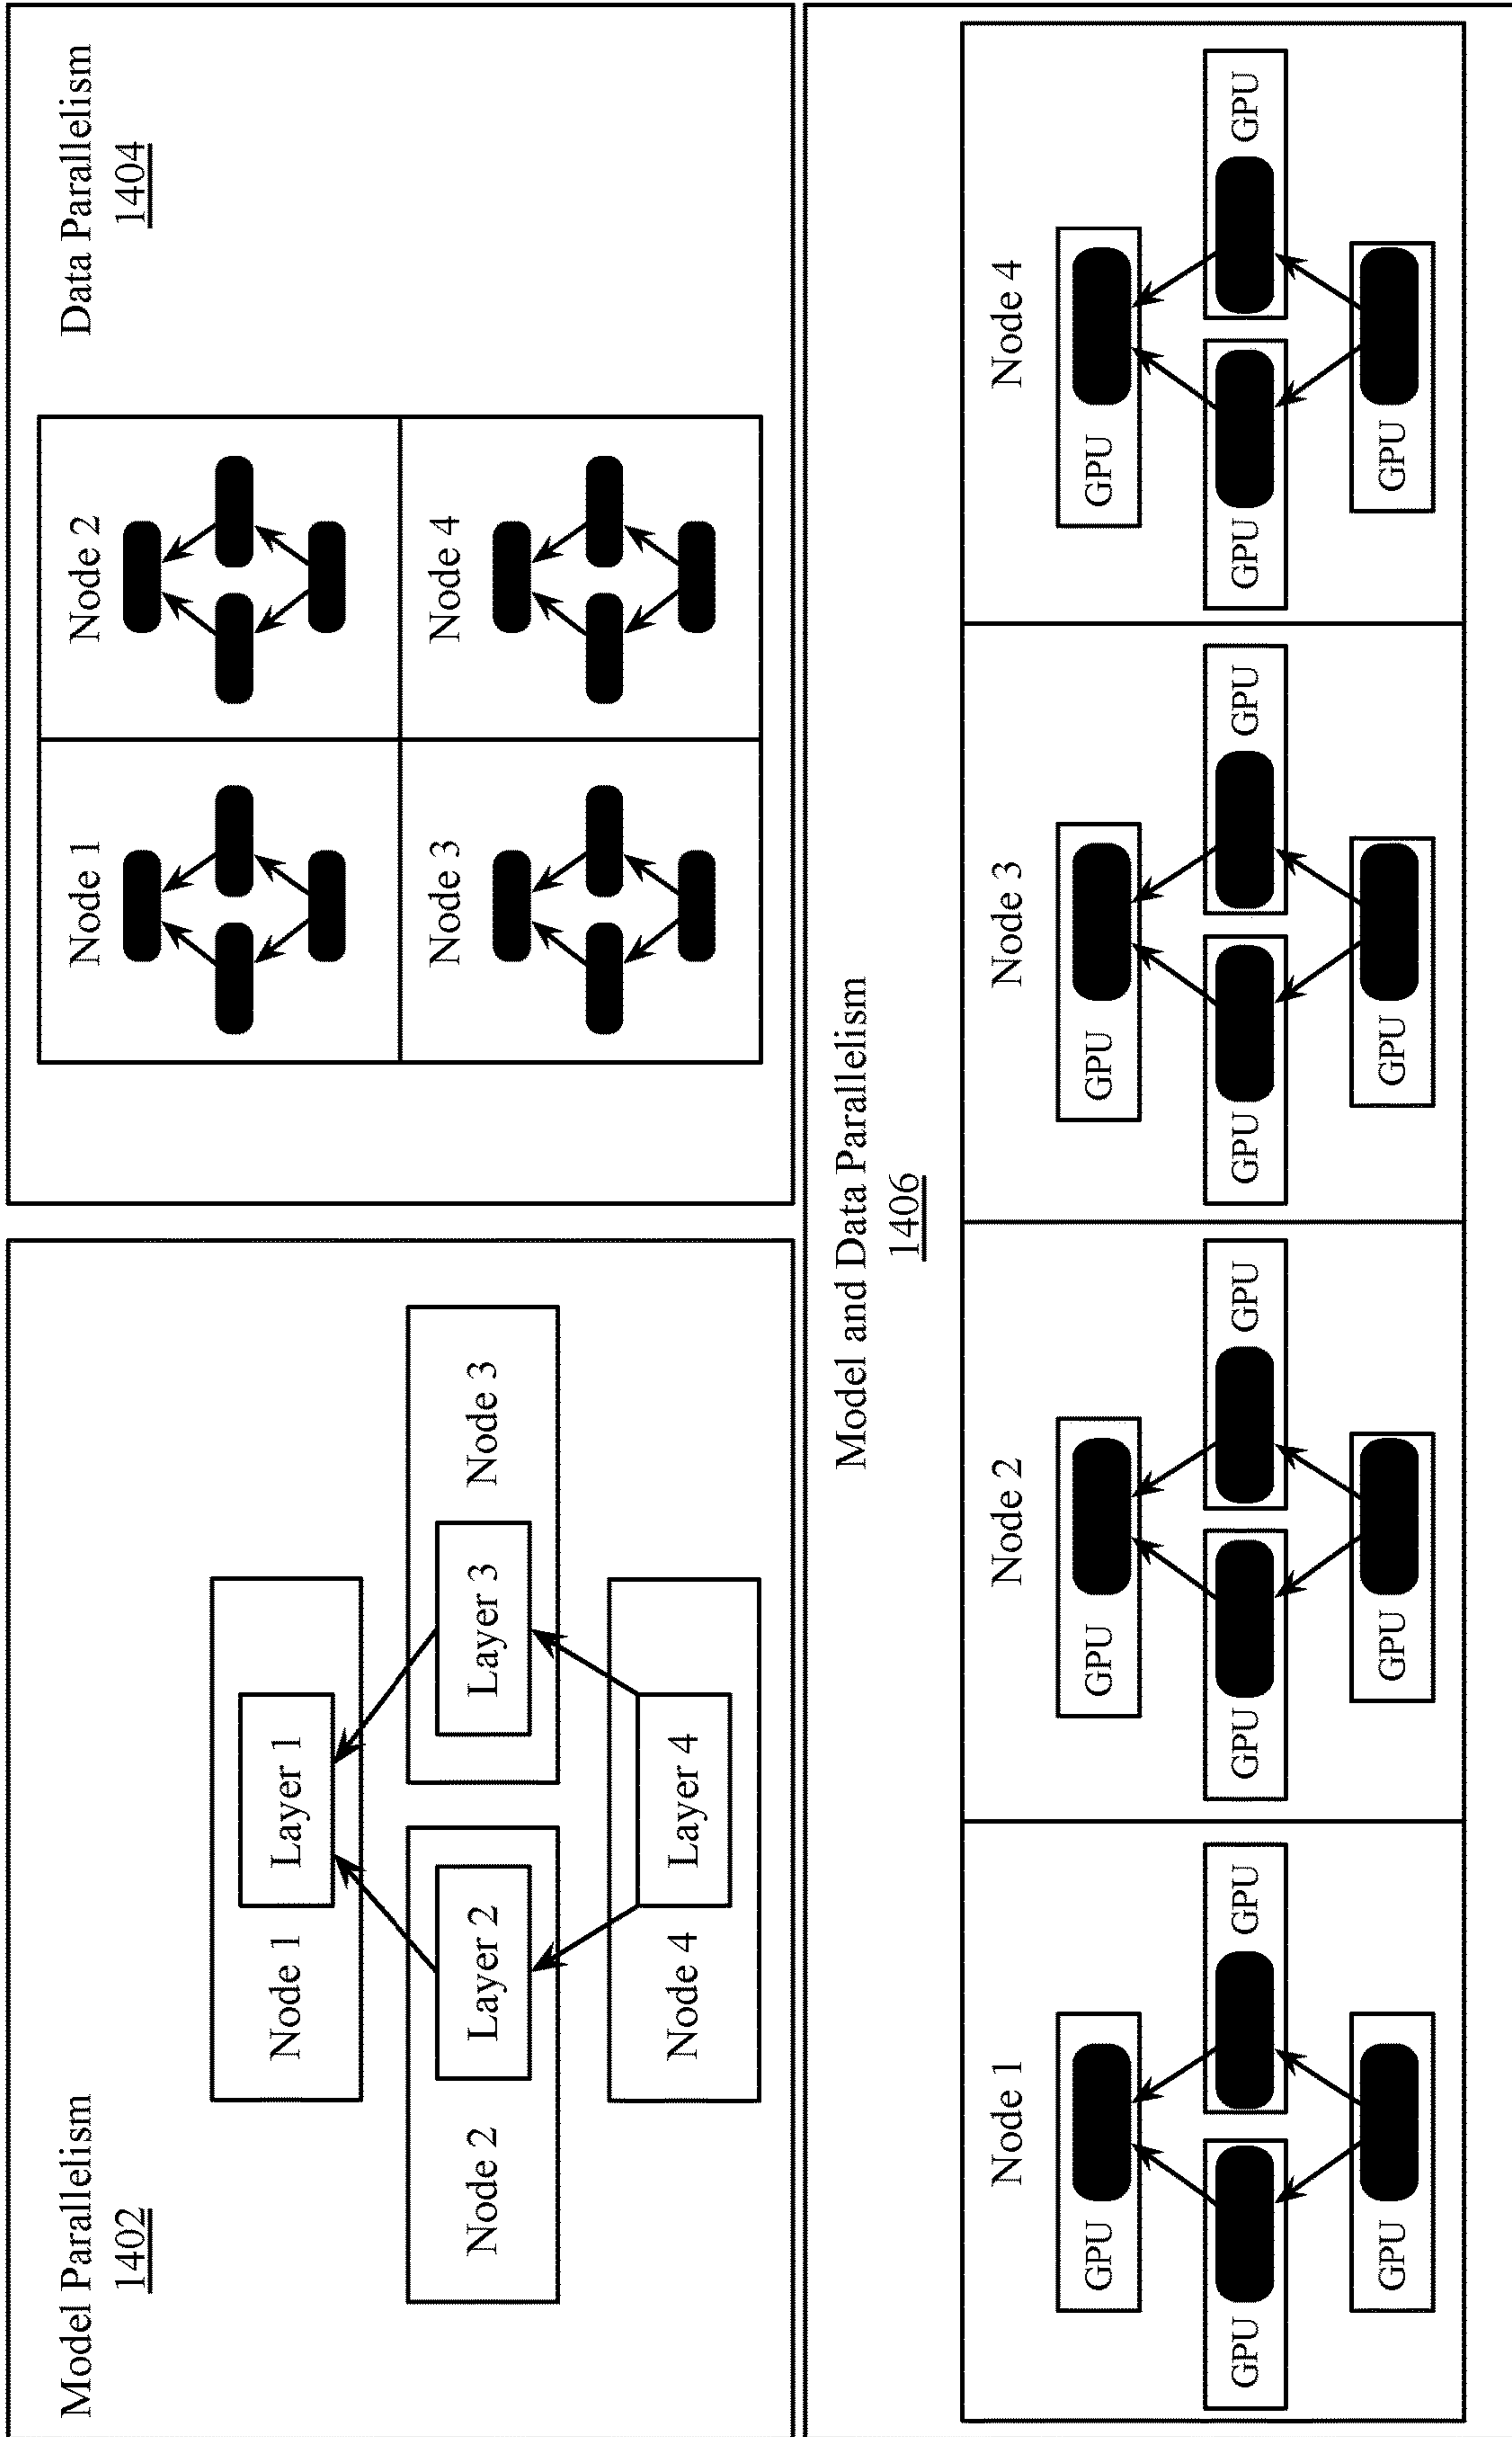 Model Parallelism
1402
Node 1
Layer 1
Node 2
Layer 2
Layer 3
Node 3
Node 4
Layer 4
Data Parallelism
1404
Node 1
Node 2
Node 3
Node 4
Model and Data Parallelism
1406
Node 1
GPU
GPU
GPU
GPU
Node 2
GPU
GPU
GPU
GPU
Node 3
GPU
GPU
GPU
GPU
Node 4
GPU
GPU
GPU
GPU